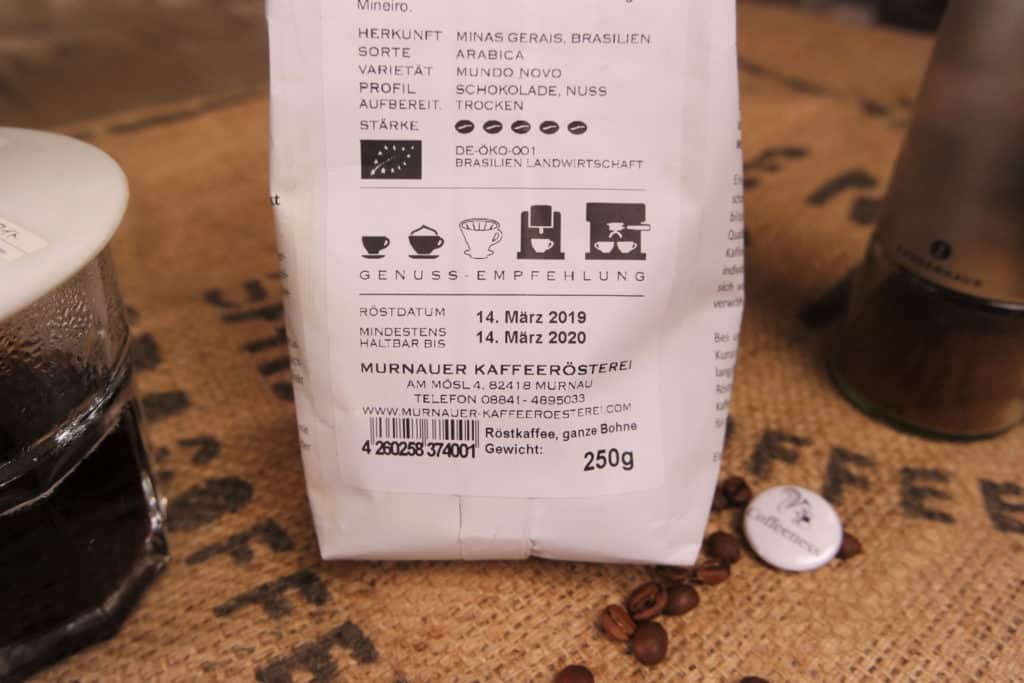 Mineiro.
HERKUNFT MINAS GERAIS, BRASILIEN
SORTE ARABICA
VARIETÄT MUNDO NOVO
PROFIL SCHOKOLADE, NUSS
AUFBEREIT. TROCKEN
STÄRKE
DE-ÖKO-001
BRASILIEN LANDWIRTSCHAFT
GENUSS-EMPFEHLUNG
RÖSTDATUM 14. März 2019
MINDESTENS
HALTBAR BIS 14. März 2020
MURNAUER KAFFEERÖSTEREI
AM MÖSL 4, 82418 MURNAU
TELEFON 08841-4895033
WWW.MURNAUER-KAFFEEROESTEREI.COM
Röstkaffee, ganze Bohne
4 260258 374001 Gewicht:
250g
Coffeeness